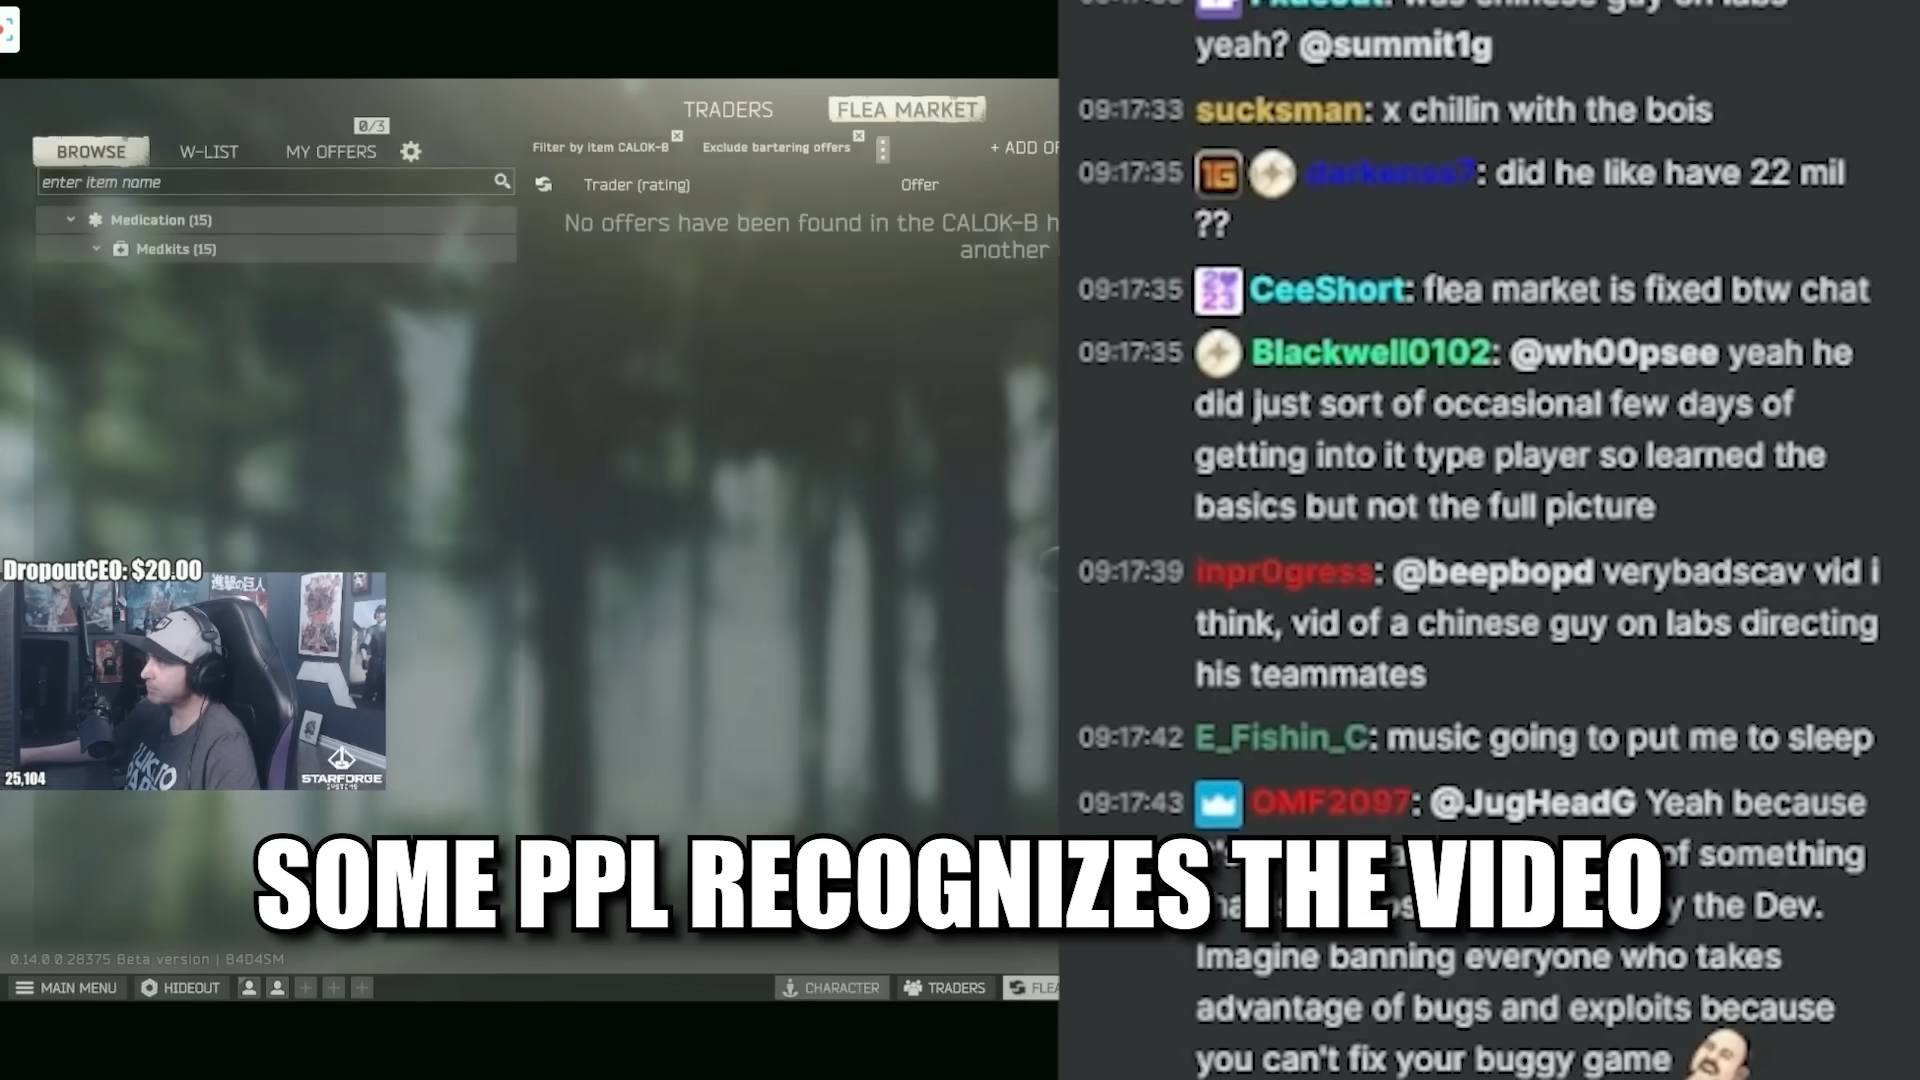 TRADERS
FLEA MARKET
0/3
BROWSE
W-LIST
MY OFFERS
Filter by item CALOK-B
Exclude bartering offers
+ ADD OF
enter item name
Trader (rating)
Offer
Medication (15)
Medkits (15)
No offers have been found in the CALOK-B h
another
DropoutCEO: $20.00
進撃の巨人
25,104
STARFORGE
SYSTEMS
0.14.0.0.28375 Beta version | B4D4SM
MAIN MENU
HIDEOUT
CHARACTER
TRADERS
FLEA
yeah? @summit1g
09:17:33 sucksman: x chillin with the bois
09:17:35 1G darkenss7: did he like have 22 mil
??
09:17:35 CeeShort: flea market is fixed btw chat
09:17:35 Blackwell0102: @wh00psee yeah he
did just sort of occasional few days of
getting into it type player so learned the
basics but not the full picture
09:17:39 inpr0gress: @beepbopd verybadscav vid i
think, vid of a chinese guy on labs directing
his teammates
09:17:42 E_Fishin_C: music going to put me to sleep
09:17:43 OMF2097: @JugHeadG Yeah because
of something
the Dev.
Imagine banning everyone who takes
advantage of bugs and exploits because
you can't fix your buggy game
SOME PPL RECOGNIZES THE VIDEO